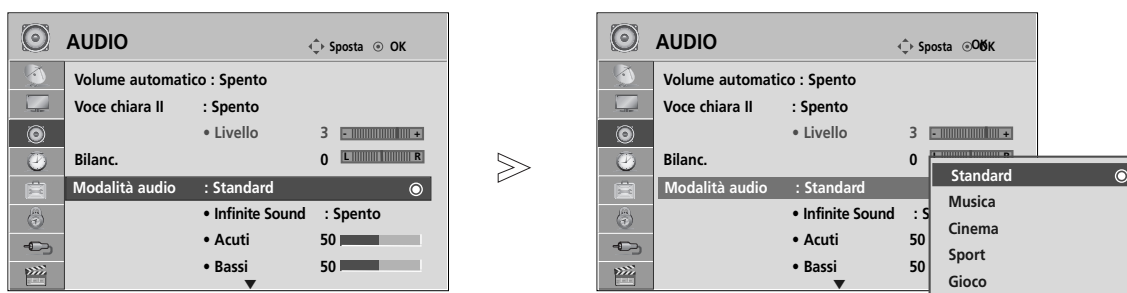 AUDIO
Sposta OK
Volume automatico : Spento
Voce chiara II : Spento
• Livello 3 - +
Bilanc. 0 L R
Modalità audio : Standard
• Infinite Sound : Spento
• Acuti 50
• Bassi 50
AUDIO
Sposta OK
Volume automatico : Spento
Voce chiara II : Spento
• Livello 3 - +
Bilanc. 0
Modalità audio : Standard
• Infinite Sound : S
• Acuti 50
• Bassi 50
Standard
Musica
Cinema
Sport
Gioco